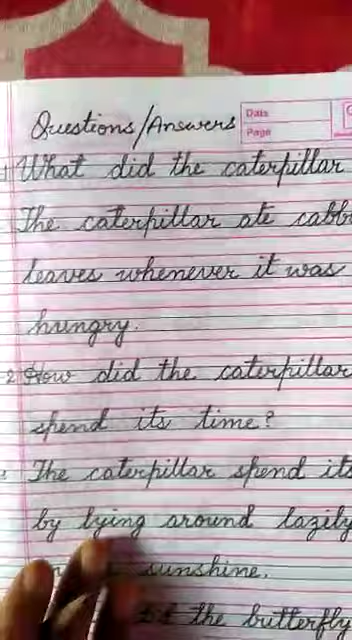 Questions/Answers
Date
Page
1 What did the caterpillar
The caterpillar ate
leaves whenever it was
hungry.
2 How did the caterpillar
spend its time?
The caterpillar spend its
by lying around lazily
sunshine.
the butterfly